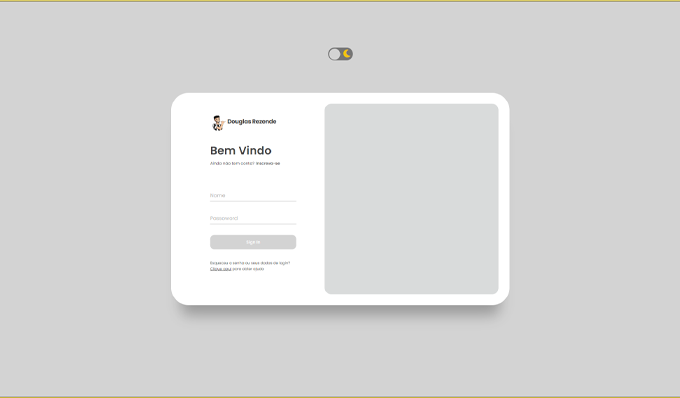 Douglas Rezende
Bem Vindo
Ainda não tem conta? Inscreva-se
Nome
Password
Sign In
Esqueceu a senha ou seus dados de login?
Clique aqui para obter ajuda